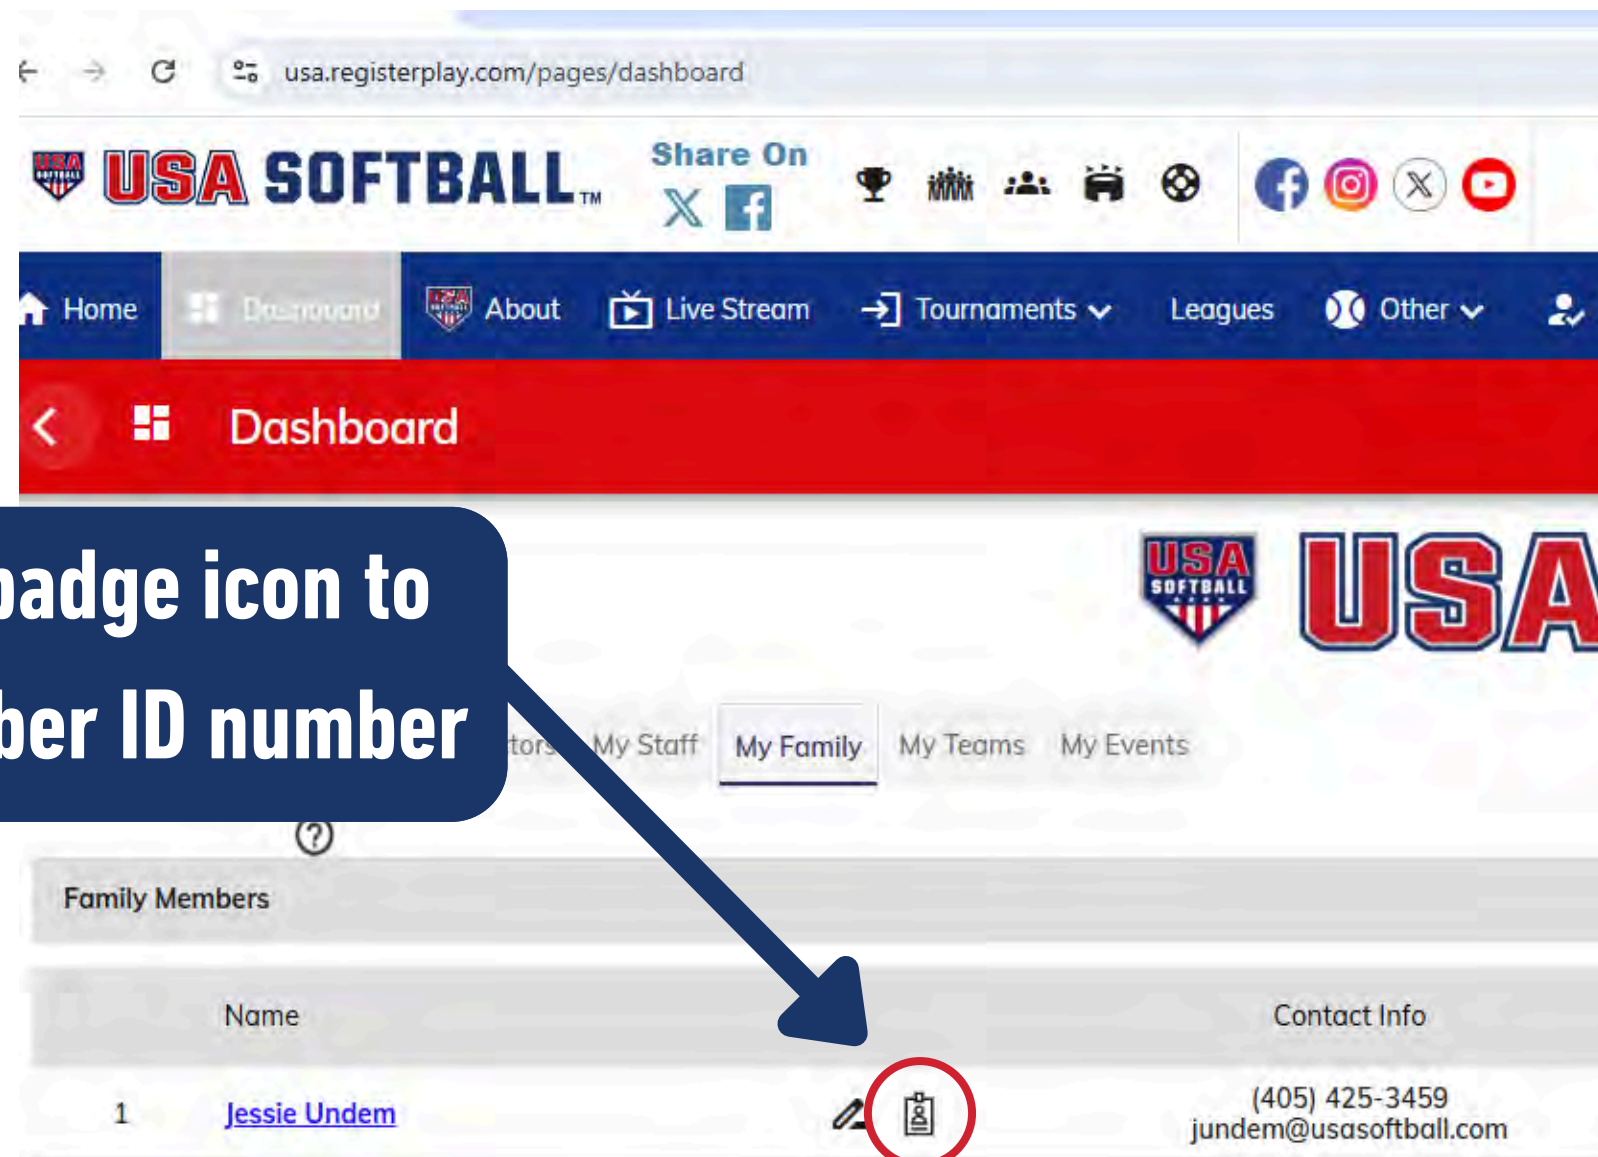 usa.registerplay.com/pages/dashboard
USA SOFTBALL™
Share On
Home
Dashboard
About
Live Stream
Tournaments
Leagues
Other
Dashboard
badge icon to
ber ID number
USA SOFTBALL
USA
tors
My Staff
My Family
My Teams
My Events
Family Members
Name
Contact Info
1
Jessie Undem
(405) 425-3459
jundem@usasoftball.com